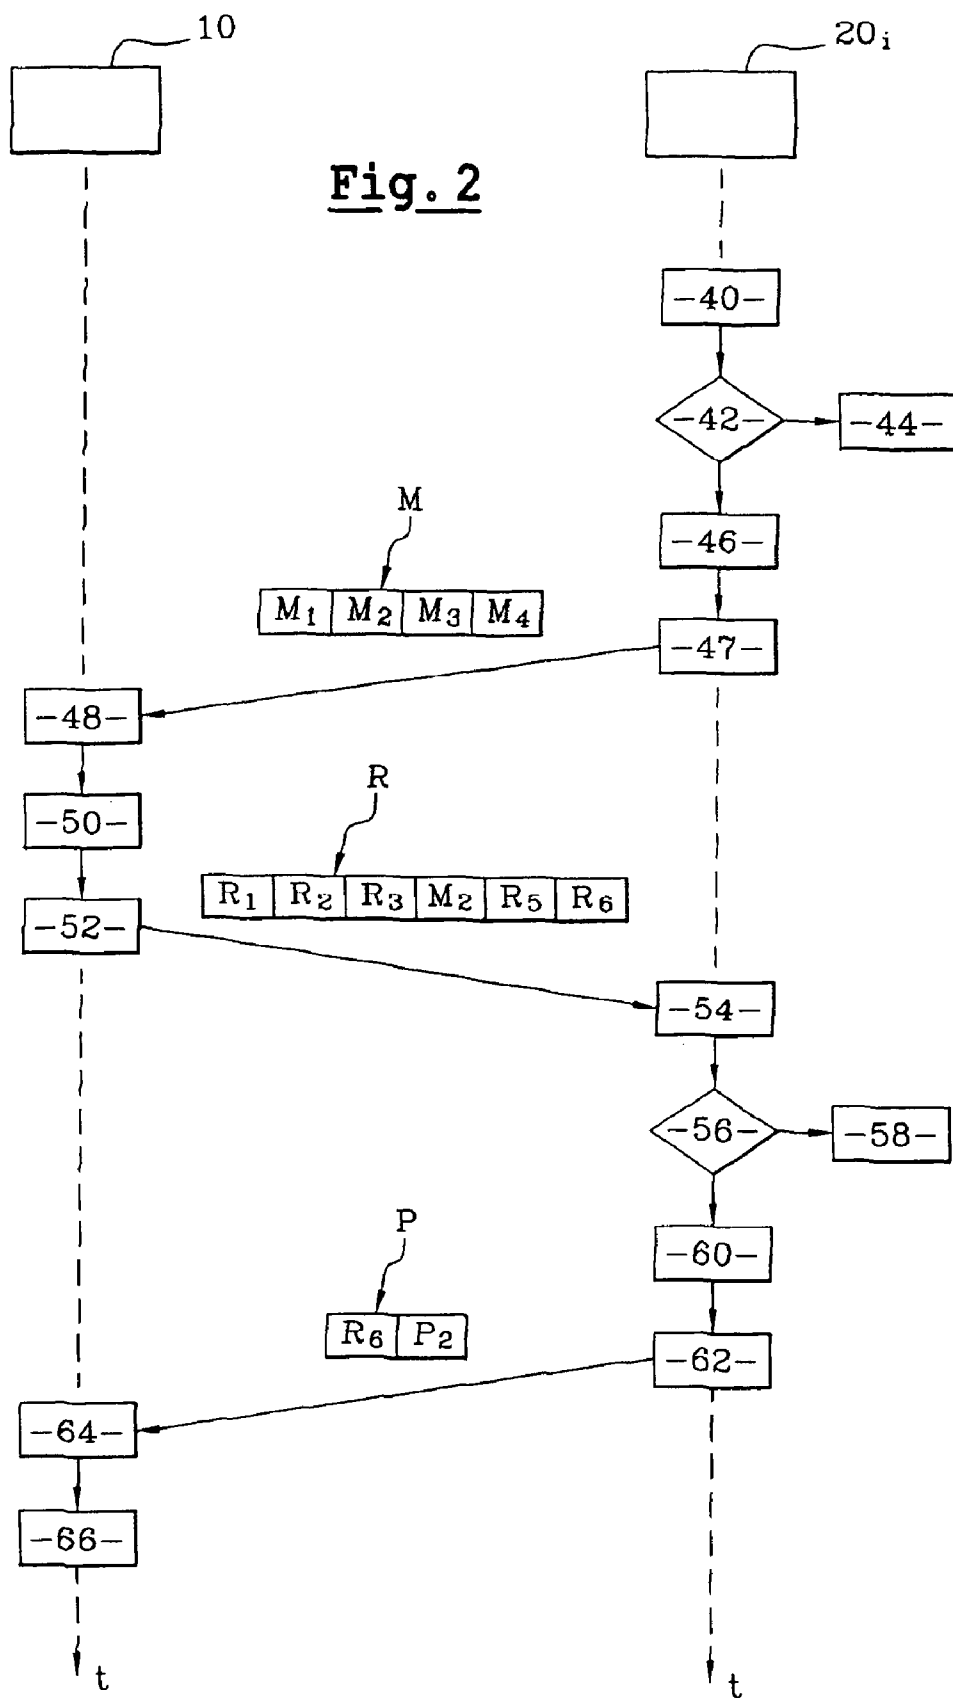 10
20i
Fig. 2
-40-
-42-
-44-
M
-46-
M1 M2 M3 M4
-47-
-48-
R
-50-
R1 R2 R3 M2 R5 R6
-52-
-54-
-56-
-58-
P
-60-
R6 P2
-62-
-64-
-66-
t
t